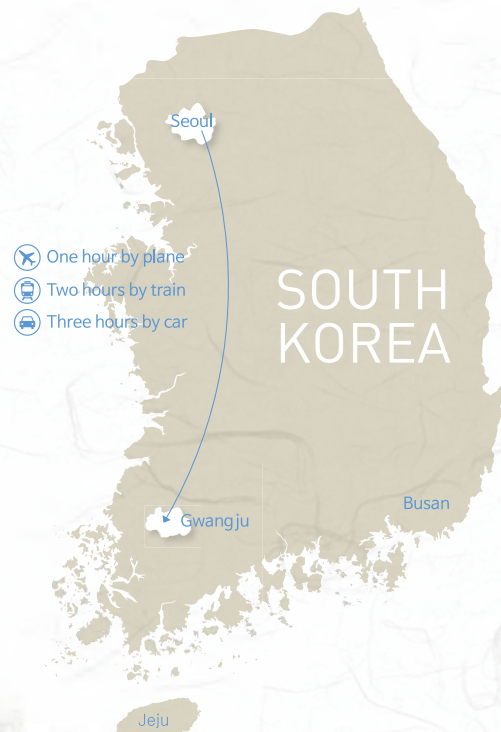 Seoul
One hour by plane
Two hours by train
Three hours by car
SOUTH
KOREA
Busan
Gwangju
Jeju